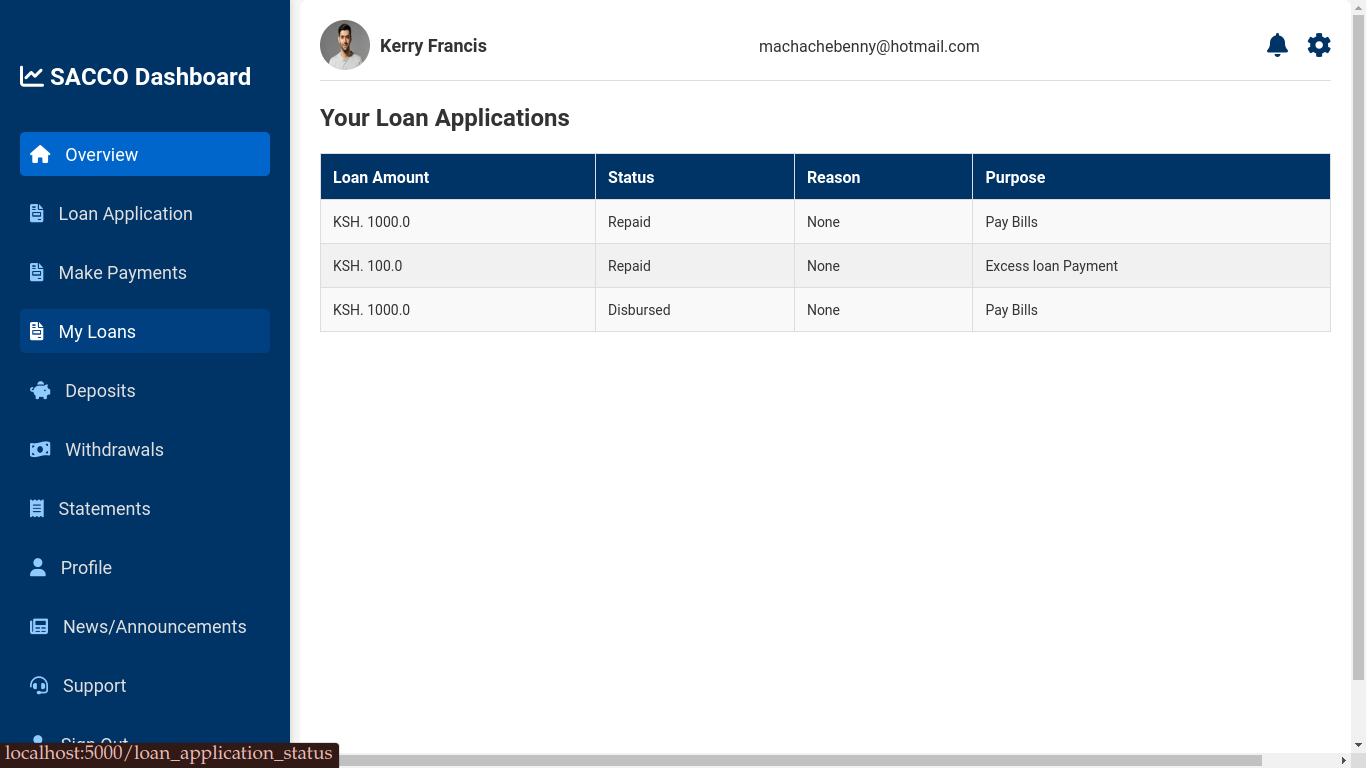 SACCO Dashboard
Overview
Loan Application
Make Payments
My Loans
Deposits
Withdrawals
Statements
Profile
News/Announcements
Support
Sign Out
localhost:5000/loan_application_status
Kerry Francis machachebenny@hotmail.com
Your Loan Applications
Loan Amount Status Reason Purpose
KSH. 1000.0 Repaid None Pay Bills
KSH. 100.0 Repaid None Excess loan Payment
KSH. 1000.0 Disbursed None Pay Bills